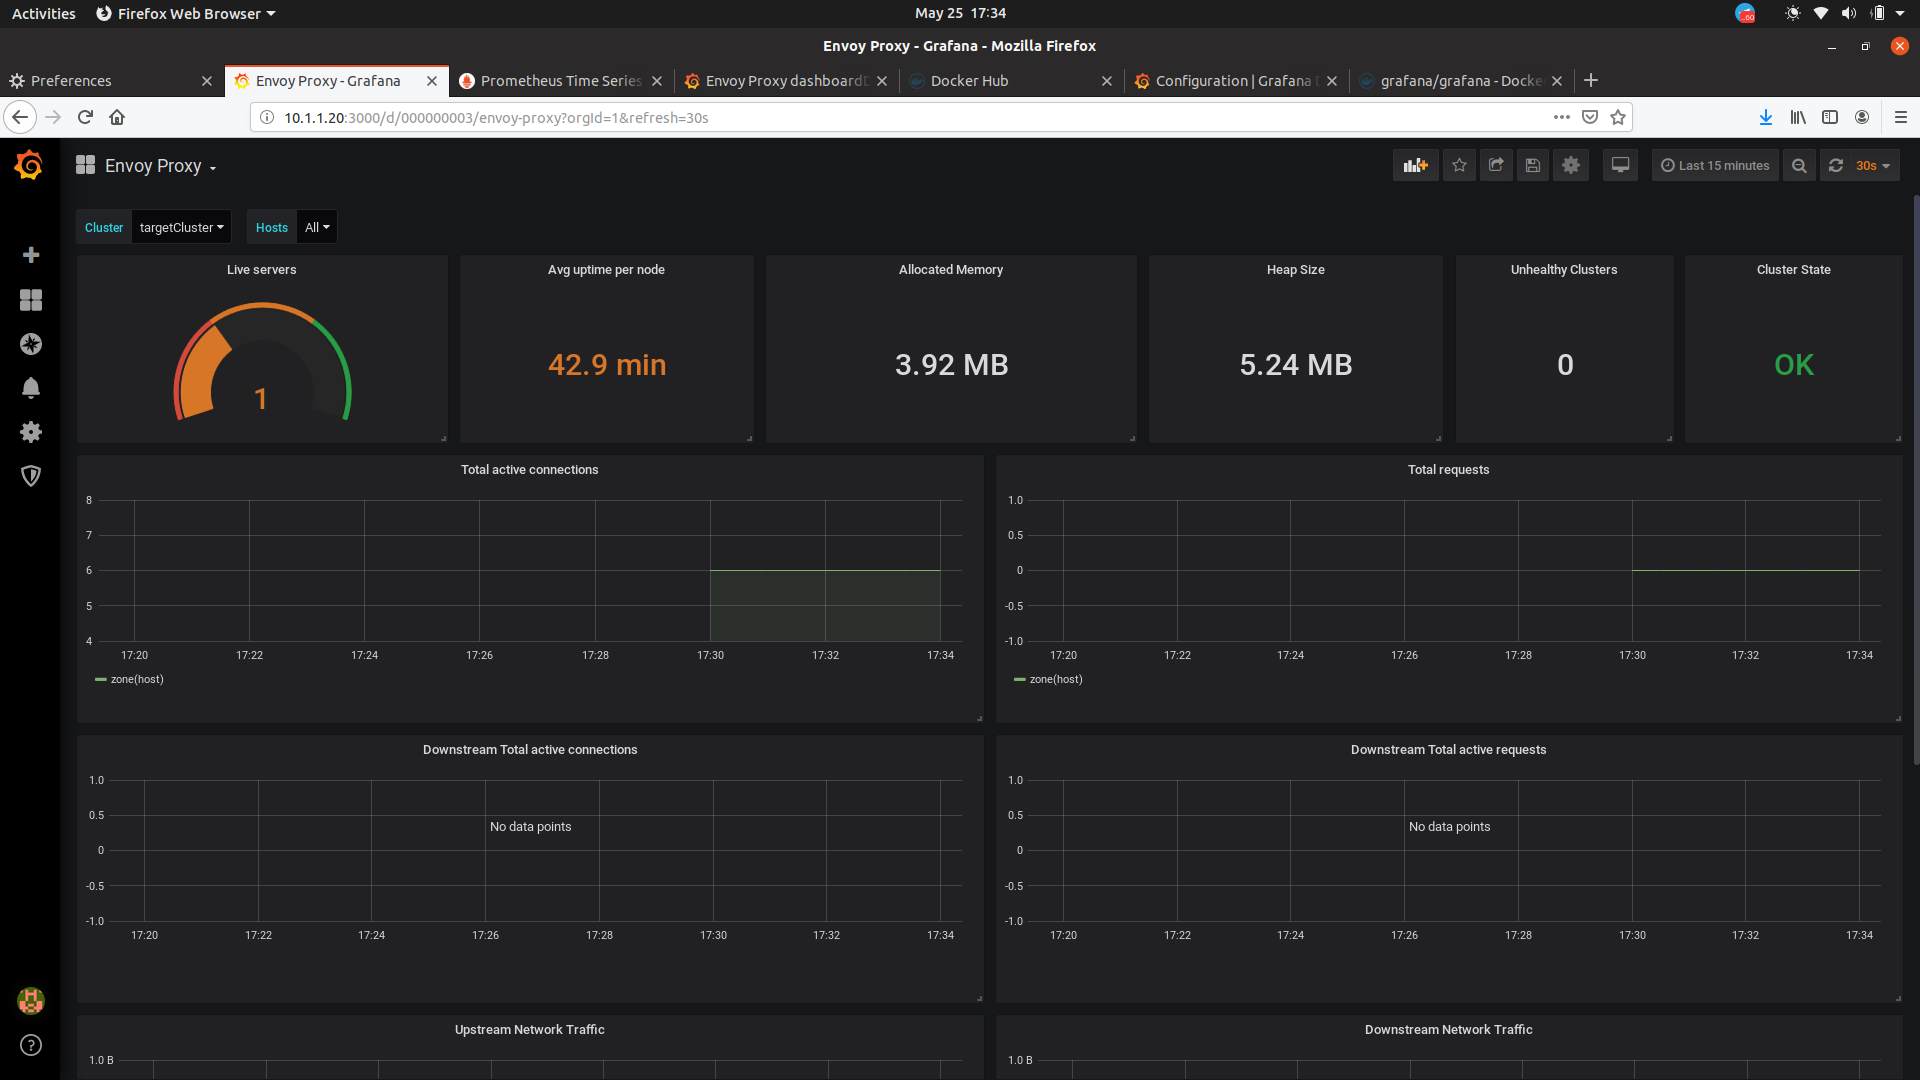 Activities Firefox Web Browser May 25 17:34 60
Envoy Proxy - Grafana - Mozilla Firefox
Preferences Envoy Proxy - Grafana Prometheus Time Series Envoy Proxy dashboard Docker Hub Configuration | Grafana grafana/grafana - Docke
10.1.1.20:3000/d/000000003/envoy-proxy?orgId=1&refresh=30s
Envoy Proxy Last 15 minutes 30s
Cluster targetCluster Hosts All
Live servers Avg uptime per node Allocated Memory Heap Size Unhealthy Clusters Cluster State
1 42.9 min 3.92 MB 5.24 MB 0 OK
Total active connections
8
7
6
5
4
17:20 17:22 17:24 17:26 17:28 17:30 17:32 17:34
zone(host)
Total requests
1.0
0.5
0
-0.5
-1.0
17:20 17:22 17:24 17:26 17:28 17:30 17:32 17:34
zone(host)
Downstream Total active connections
1.0
0.5
No data points
0
-0.5
-1.0
17:20 17:22 17:24 17:26 17:28 17:30 17:32 17:34
Downstream Total active requests
1.0
0.5
No data points
0
-0.5
-1.0
17:20 17:22 17:24 17:26 17:28 17:30 17:32 17:34
Upstream Network Traffic
1.0 B
Downstream Network Traffic
1.0 B